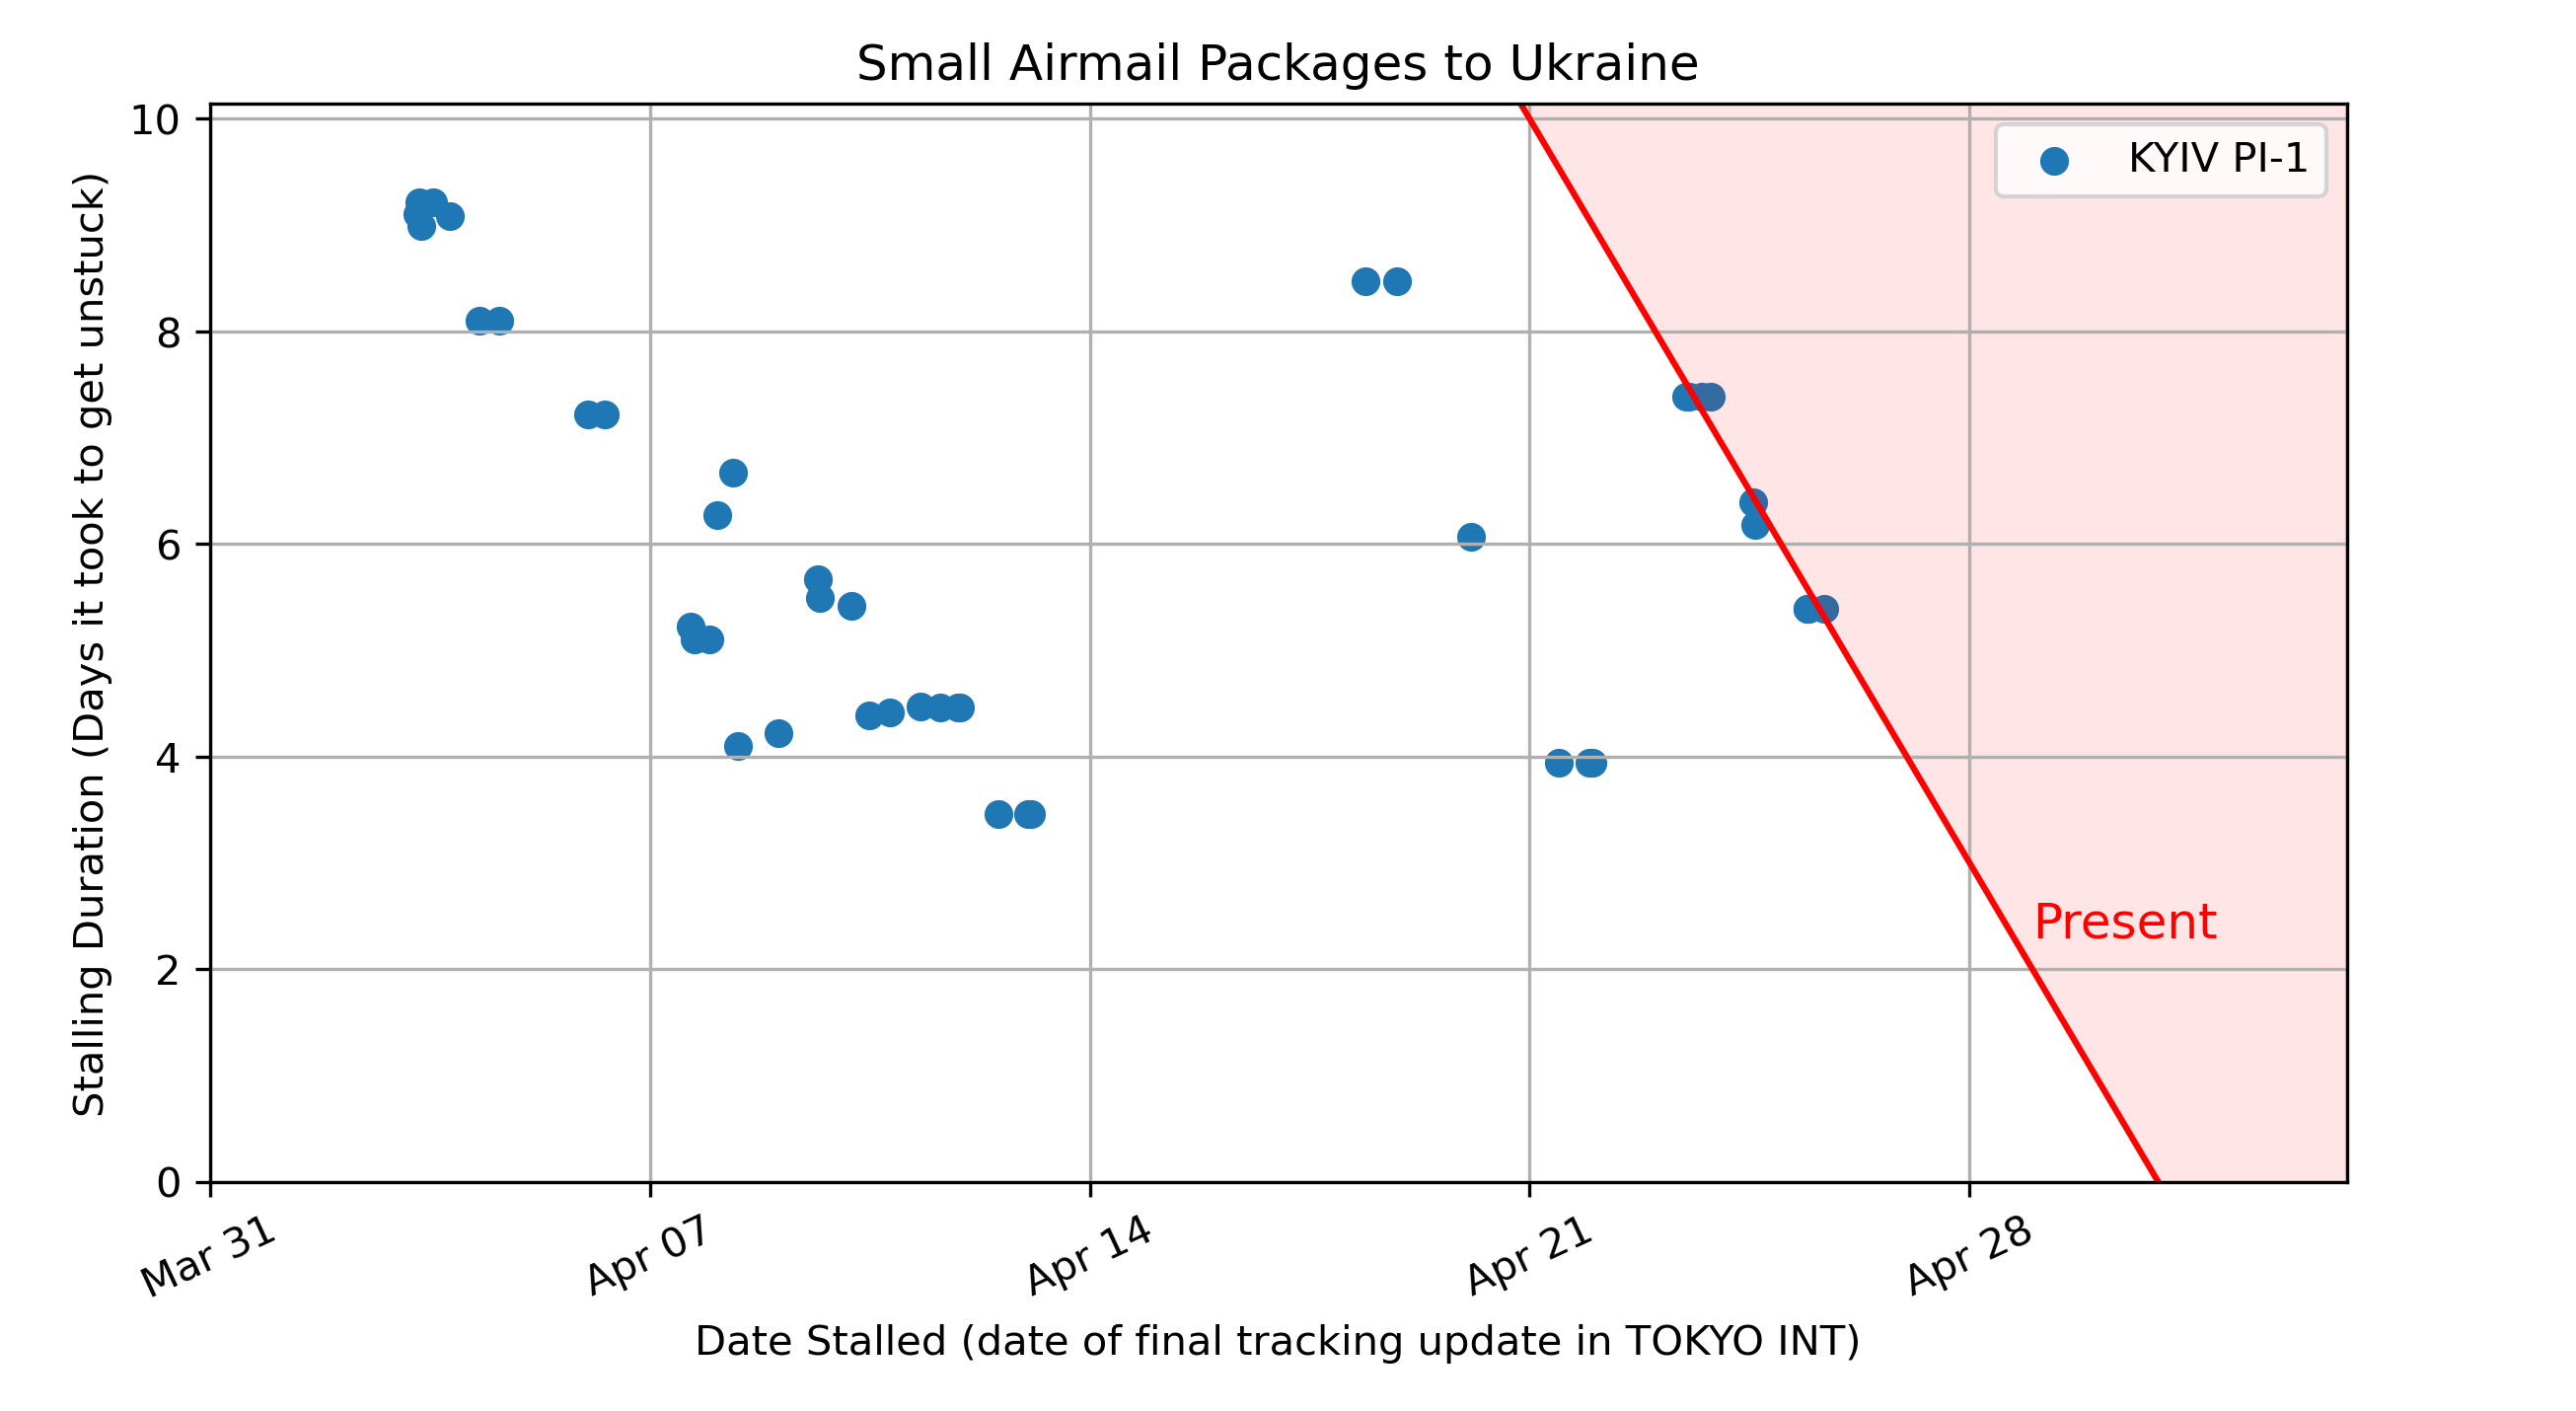 Small Airmail Packages to Ukraine
Stalling Duration (Days it took to get unstuck)
10
8
6
4
2
0
KYIV PI-1
Present
Mar 31
Apr 07
Apr 14
Apr 21
Apr 28
Date Stalled (date of final tracking update in TOKYO INT)